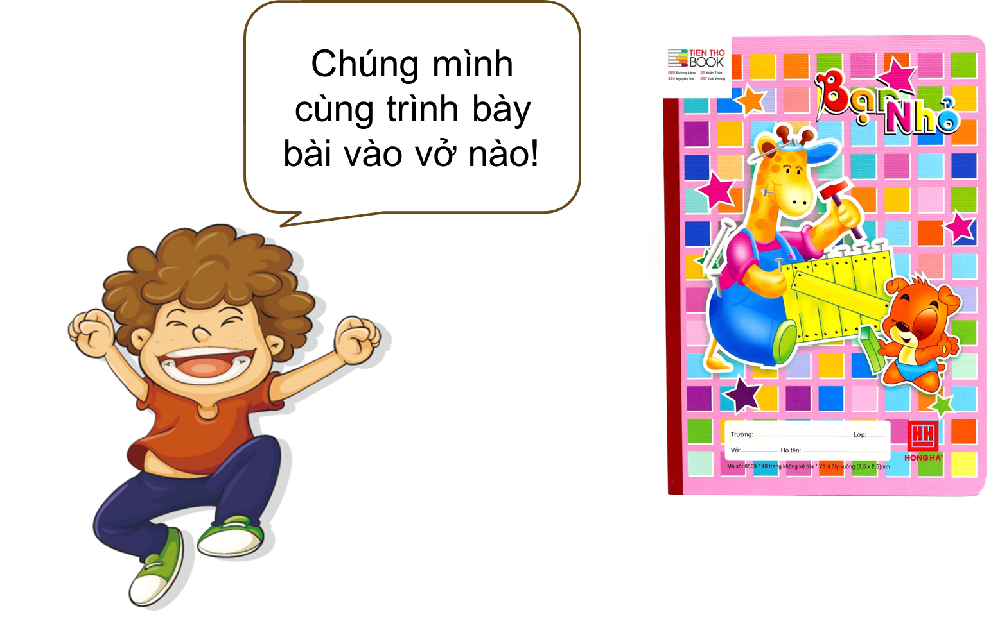 Chúng mình
cùng trình bày
bài vào vở nào!
TIEN THO
BOOK
828 Đường Láng 36 Xuân Thủy
424 Nguyễn Trãi 697 Giải Phóng
Bạn
Nhỏ
Trường: Lớp:
Vở: Họ tên:
HH
HONG HA®
Mã số: 0509 * 48 trang không kể bìa * Vở 4 ôly vuông (2,5 x 2,5)mm